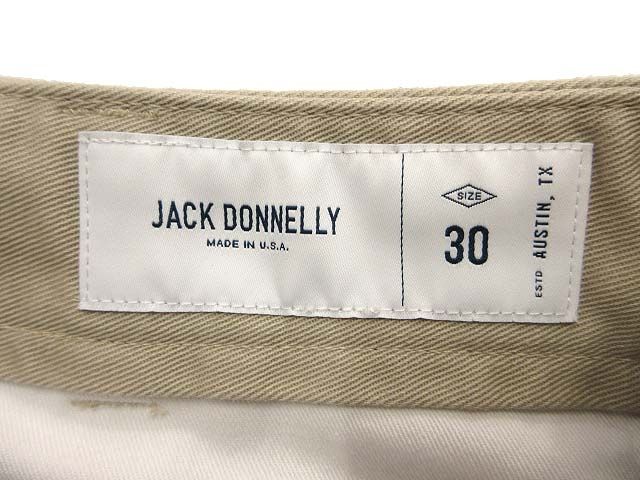 JACK DONNELLY
MADE IN U.S.A.
SIZE
30
ESTD AUSTIN, TX